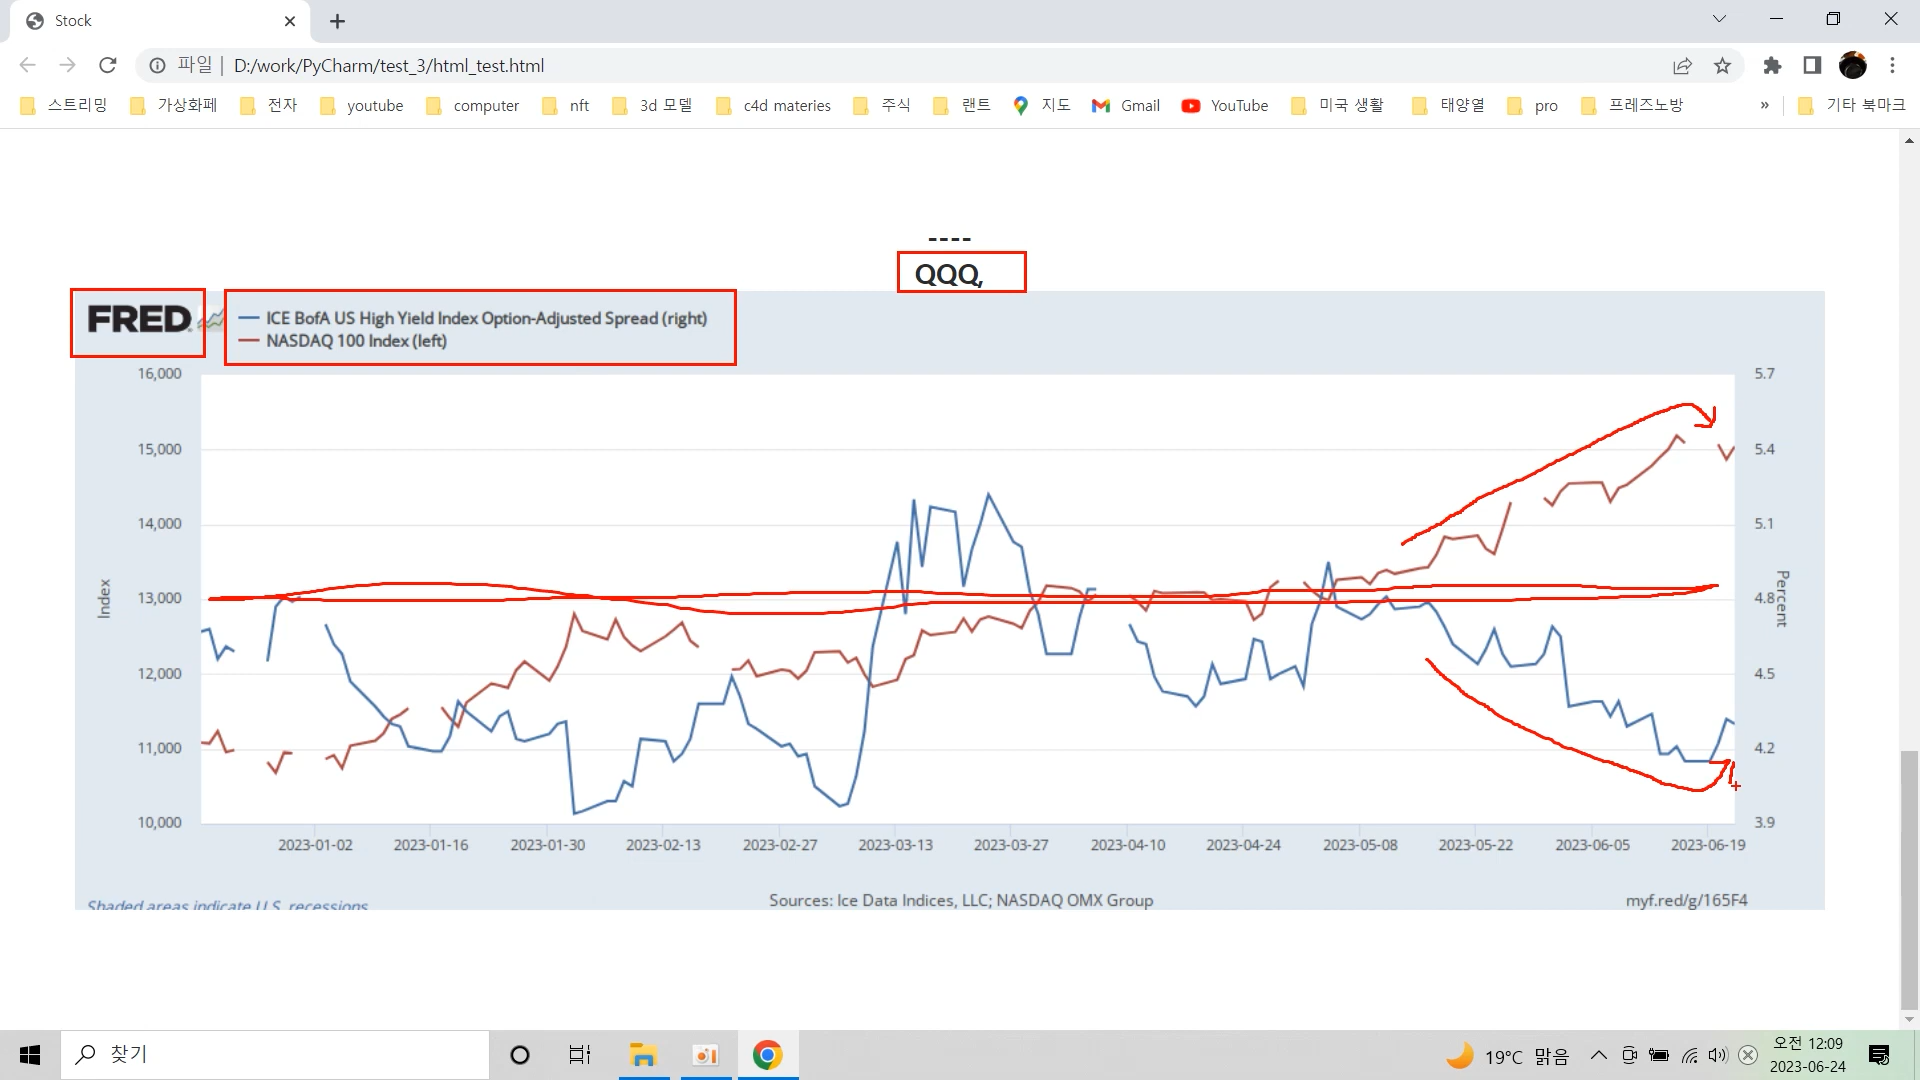 Stock
파일 | D:/work/PyCharm/test_3/html_test.html
스트리밍 가상화폐 전자 youtube computer nft 3d 모델 c4d materies 주식 랜트 지도 Gmail YouTube 미국 생활 태양열 pro 프레즈노방 » 기타 북마크
----
QQQ,
FRED
ICE BofA US High Yield Index Option-Adjusted Spread (right)
NASDAQ 100 Index (left)
16,000 5.7
15,000 5.4
14,000 5.1
13,000 4.8
12,000 4.5
11,000 4.2
10,000 3.9
Index
Percent
2023-01-02 2023-01-16 2023-01-30 2023-02-13 2023-02-27 2023-03-13 2023-03-27 2023-04-10 2023-04-24 2023-05-08 2023-05-22 2023-06-05 2023-06-19
Shaded areas indicate U.S. recessions.
Sources: Ice Data Indices, LLC; NASDAQ OMX Group
myf.red/g/165F4
찾기
19°C 맑음
오전 12:09
2023-06-24